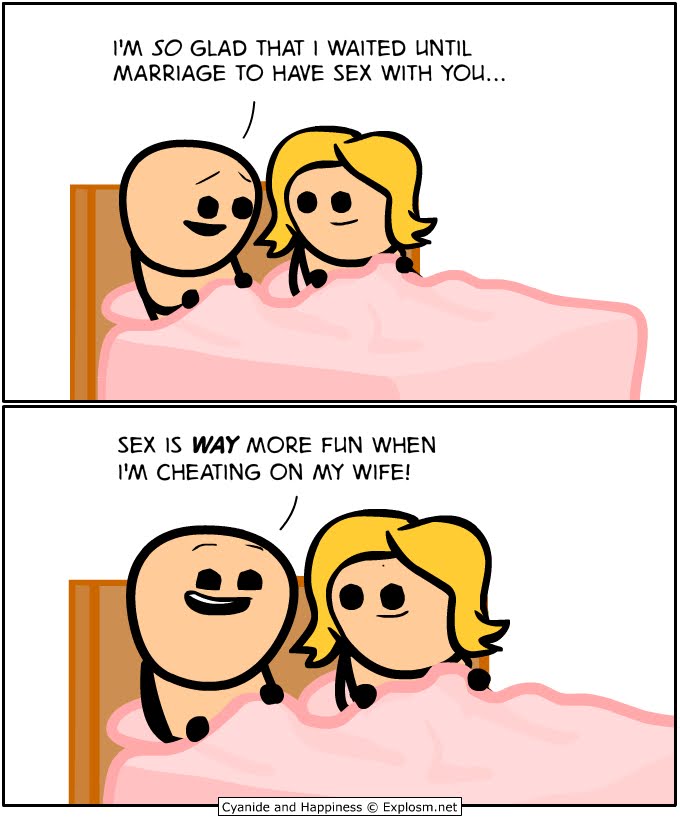 I'M SO GLAD THAT I WAITED UNTIL
MARRIAGE TO HAVE SEX WITH YOU...
SEX IS WAY MORE FUN WHEN
I'M CHEATING ON MY WIFE!
Cyanide and Happiness © Explosm.net